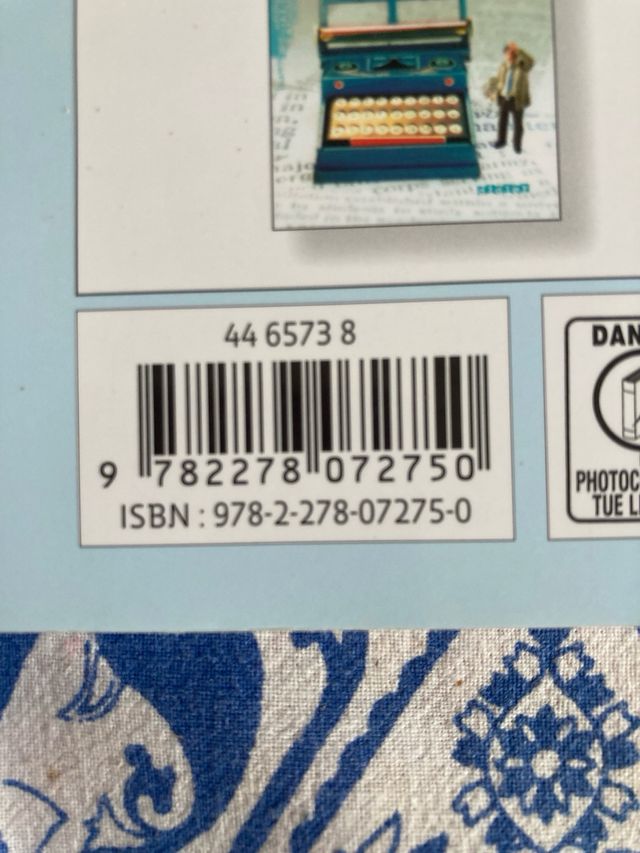 44 6573 8
9 782278 072750
ISBN : 978-2-278-07275-0
DAN
PHOTOC
TUE L